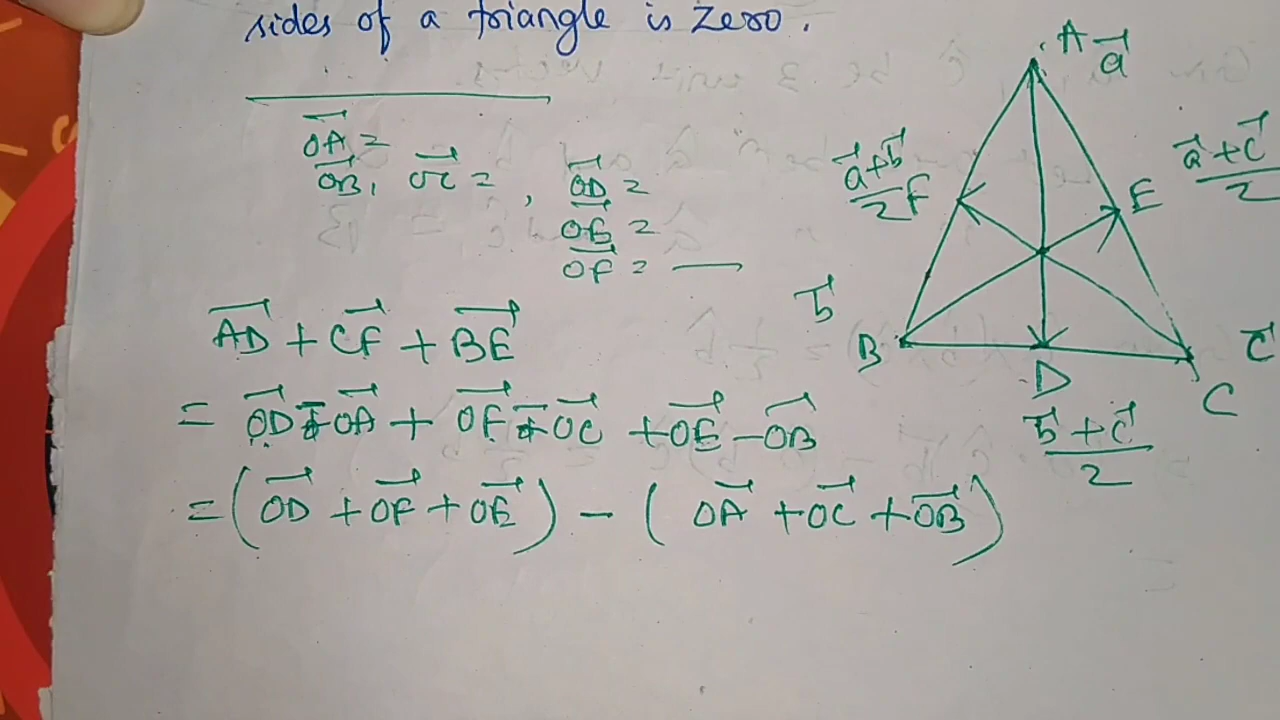 sides of a triangle is zero.
A a⃗
OA⃗ =
OB⃗, OC⃗ = , OD⃗ =
OE⃗ =
OF⃗ = —
(a⃗+b⃗)/2 F
E (a⃗+c⃗)/2
b⃗
B
D
C
c⃗
(b⃗+c⃗)/2
AD⃗ + CF⃗ + BE⃗
= OD⃗ - OA⃗ + OF⃗ - OC⃗ + OE⃗ - OB⃗
= (OD⃗ + OF⃗ + OE⃗) - (OA⃗ + OC⃗ + OB⃗)